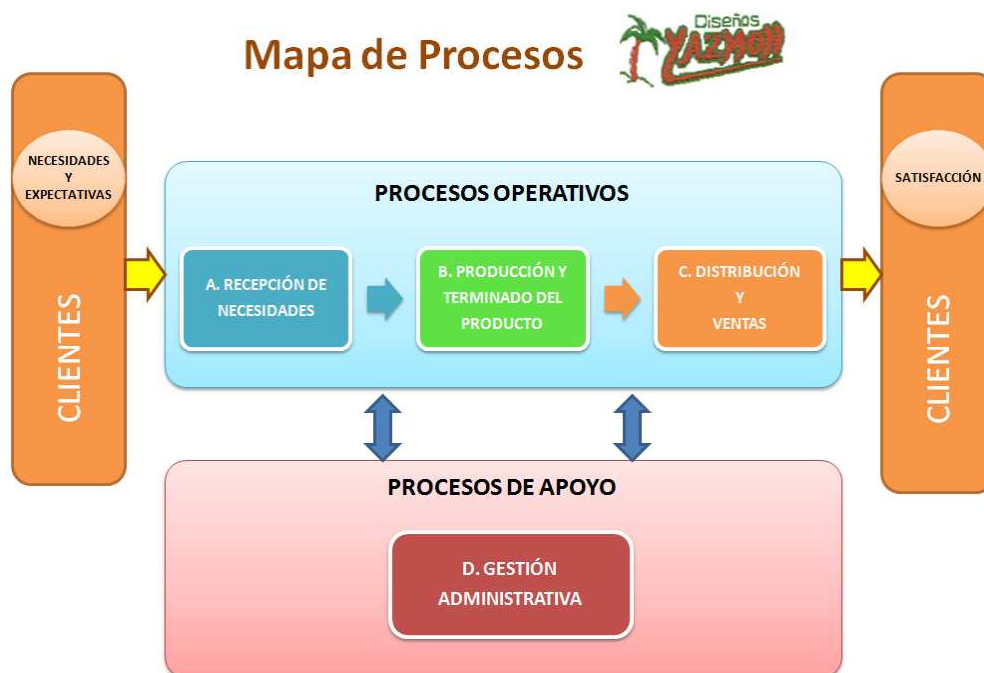 Mapa de Procesos
Diseños
YAZMON
NECESIDADES
Y
EXPECTATIVAS
CLIENTES
PROCESOS OPERATIVOS
A. RECEPCIÓN DE
NECESIDADES
B. PRODUCCIÓN Y
TERMINADO DEL
PRODUCTO
C. DISTRIBUCIÓN
Y
VENTAS
SATISFACCIÓN
CLIENTES
PROCESOS DE APOYO
D. GESTIÓN
ADMINISTRATIVA